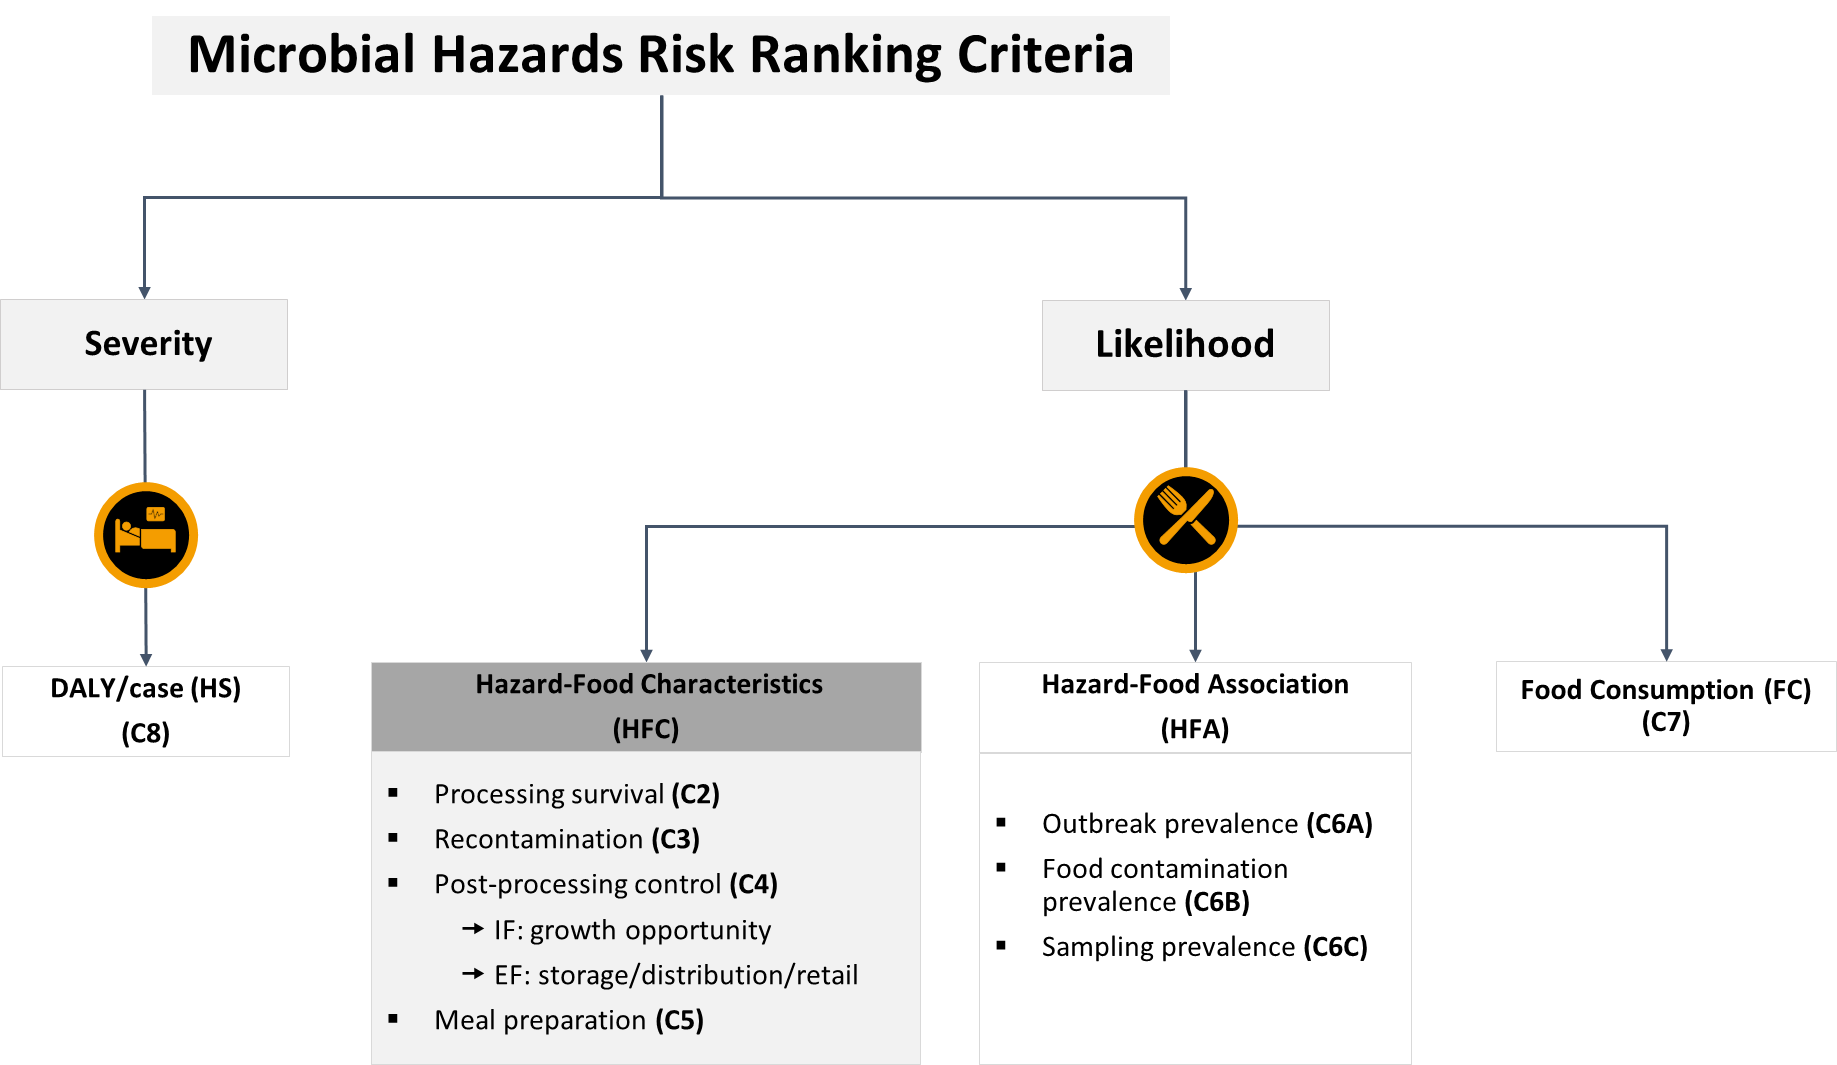 Microbial Hazards Risk Ranking Criteria
Severity
Likelihood
DALY/case (HS)
(C8)
Hazard-Food Characteristics
(HFC)
Processing survival (C2)
Recontamination (C3)
Post-processing control (C4)
IF: growth opportunity
EF: storage/distribution/retail
Meal preparation (C5)
Hazard-Food Association
(HFA)
Outbreak prevalence (C6A)
Food contamination
prevalence (C6B)
Sampling prevalence (C6C)
Food Consumption (FC)
(C7)